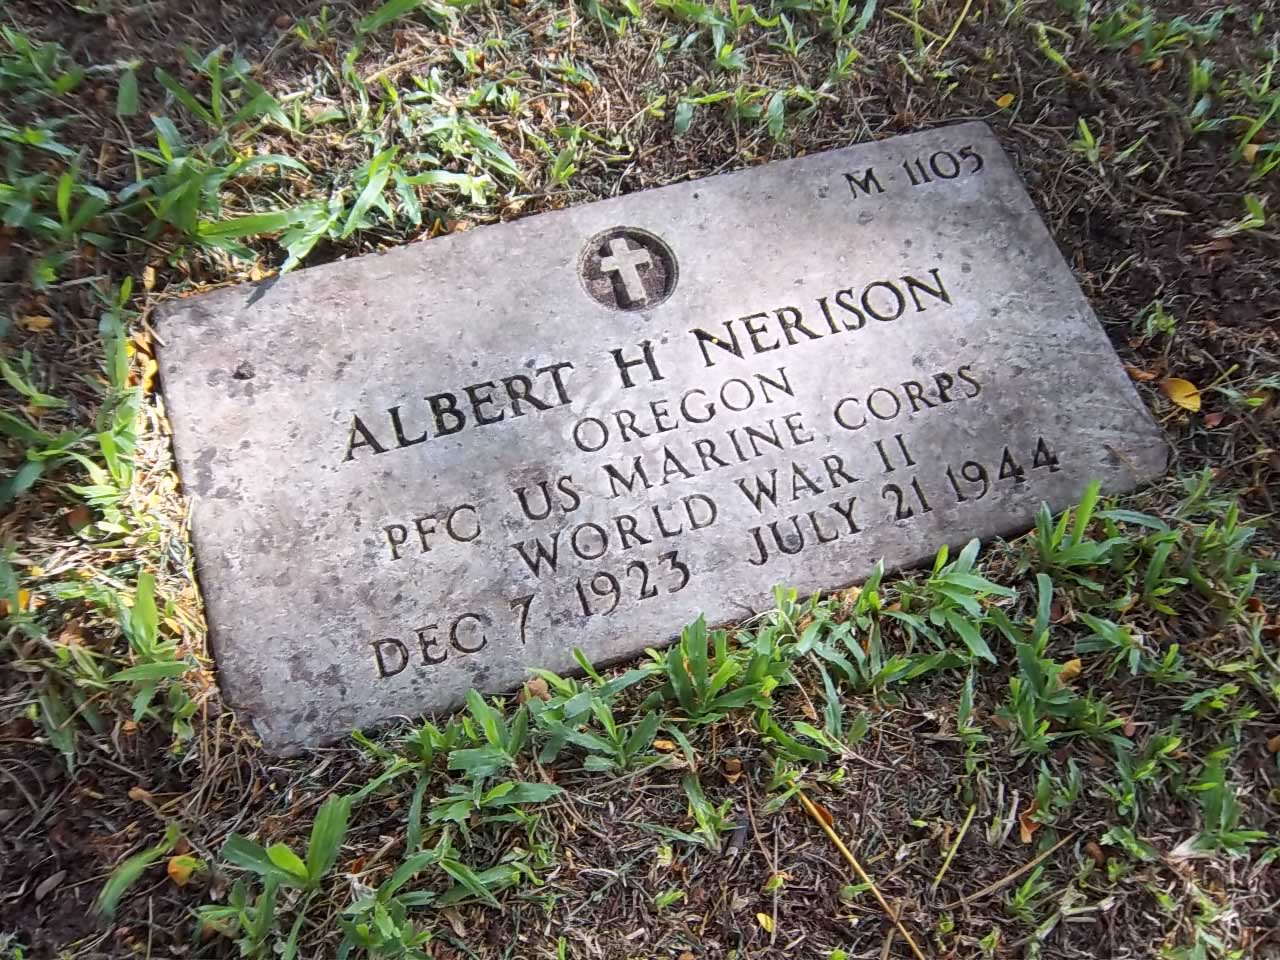 M 1105
ALBERT H NERISON
OREGON
PFC US MARINE CORPS
WORLD WAR II
DEC 7 1923 JULY 21 1944